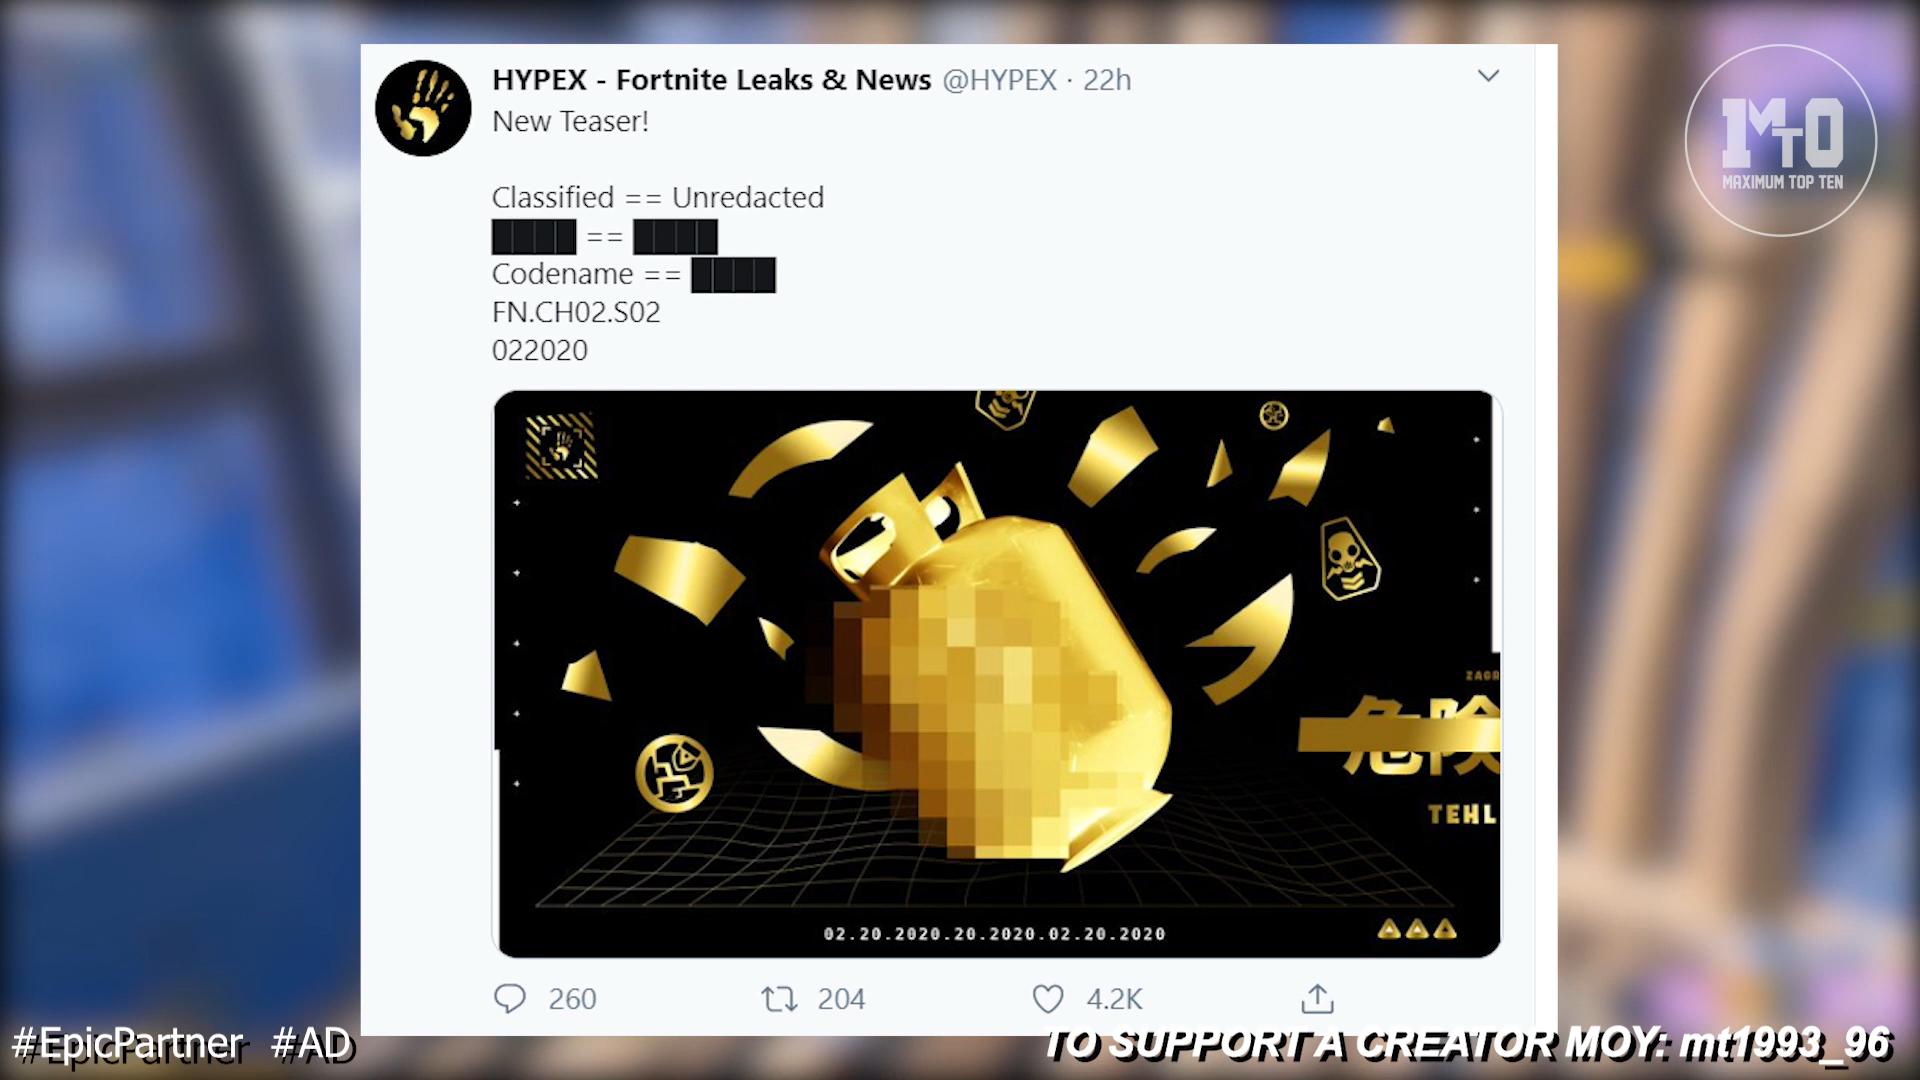 HYPEX - Fortnite Leaks & News @HYPEX · 22h
New Teaser!
Classified == Unredacted
████ == ████
Codename == ████
FN.CH02.S02
022020
危険
TEHL
02.20.2020.20.2020.02.20.2020
260 204 4.2K
1MTO
MAXIMUM TOP TEN
#EpicPartner #AD
TO SUPPORT A CREATOR MOY: mt1993_96